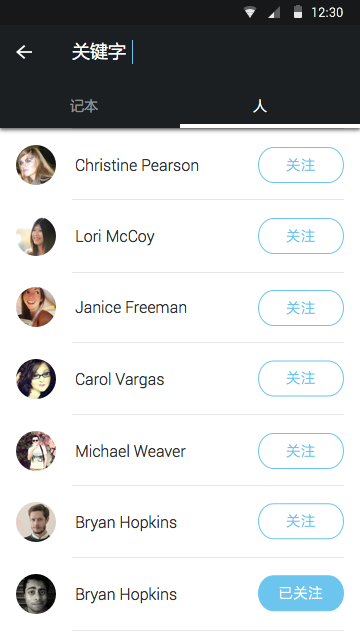 12:30
关键字
记本 人
Christine Pearson 关注
Lori McCoy 关注
Janice Freeman 关注
Carol Vargas 关注
Michael Weaver 关注
Bryan Hopkins 关注
Bryan Hopkins 已关注